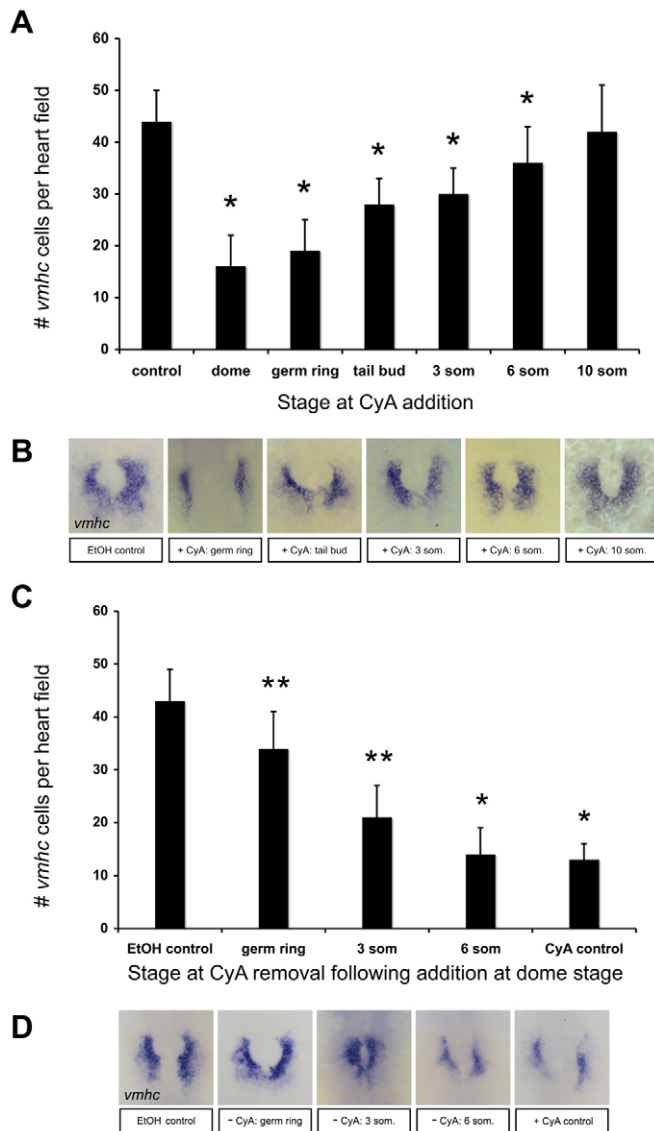 A
# vmhc cells per heart field
60
50
40
30
20
10
0
* * * * *
control dome germ ring tail bud 3 som 6 som 10 som
Stage at CyA addition
B
vmhc
EtOH control + CyA: germ ring + CyA: tail bud + CyA: 3 som. + CyA: 6 som. + CyA: 10 som.
C
# vmhc cells per heart field
60
50
40
30
20
10
0
** ** * *
EtOH control germ ring 3 som 6 som CyA control
Stage at CyA removal following addition at dome stage
D
vmhc
EtOH control − CyA: germ ring − CyA: 3 som. − CyA: 6 som. + CyA control